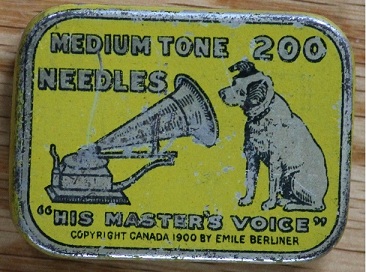 MEDIUM TONE 200
NEEDLES
"HIS MASTER'S VOICE"
COPYRIGHT CANADA 1900 BY EMILE BERLINER